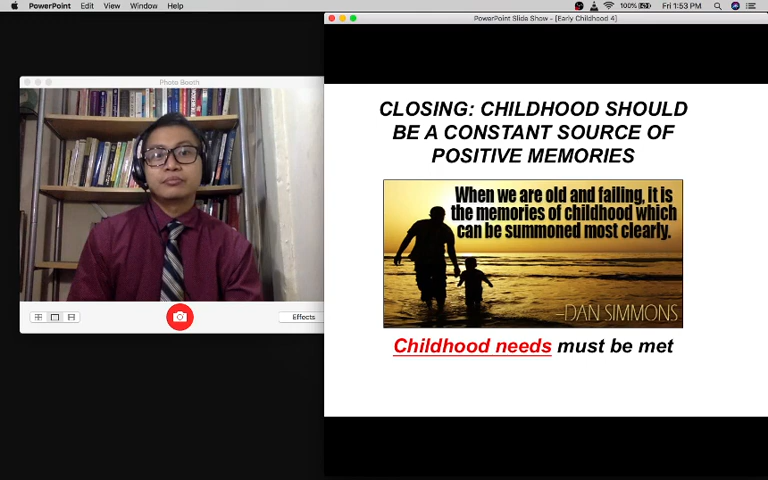 PowerPoint Edit View Window Help 100% Fri 1:53 PM
PowerPoint Slide Show - [Early Childhood 4]
Photo Booth
CLOSING: CHILDHOOD SHOULD
BE A CONSTANT SOURCE OF
POSITIVE MEMORIES
When we are old and failing, it is
the memories of childhood which
can be summoned most clearly.
–DAN SIMMONS
Childhood needs must be met
Effects